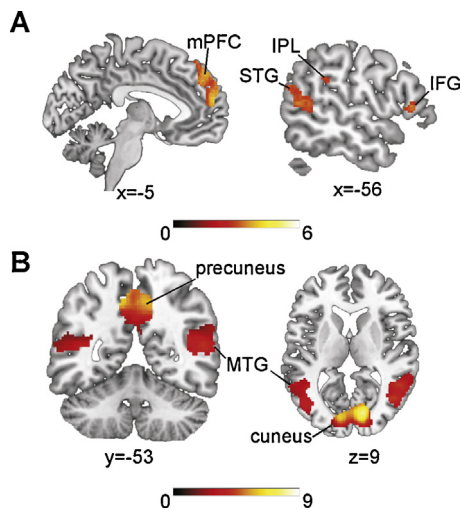 A
mPFC
IPL
STG
IFG
x=-5
x=-56
0
6
B
precuneus
MTG
cuneus
y=-53
z=9
0
9